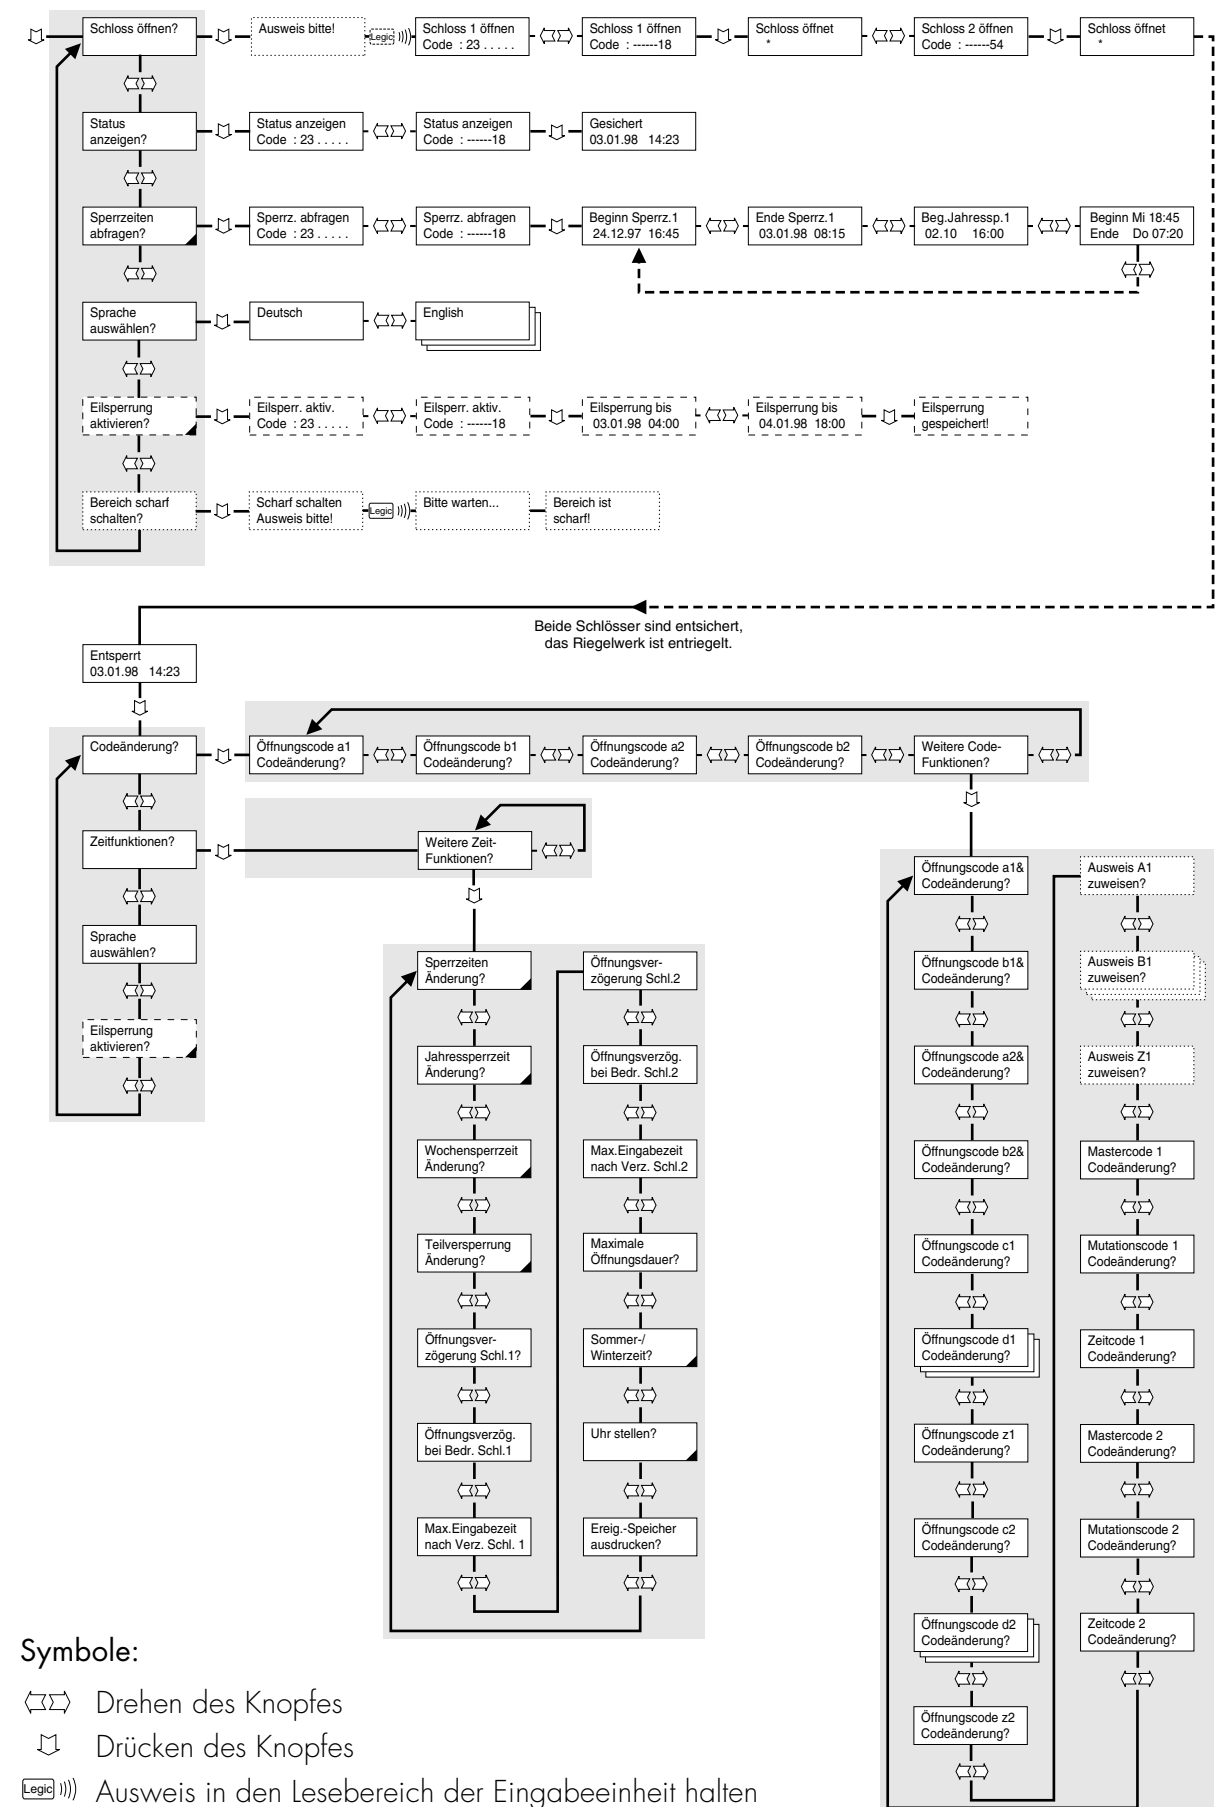 Schloss öffnen?
Ausweis bitte!
Legic
Schloss 1 öffnen
Code : 23 . . . . .
Schloss 1 öffnen
Code : ------18
Schloss öffnet
*
Schloss 2 öffnen
Code : ------54
Schloss öffnet
*
Status
anzeigen?
Status anzeigen
Code : 23 . . . . .
Status anzeigen
Code : ------18
Gesichert
03.01.98 14:23
Sperrzeiten
abfragen?
Sperrz. abfragen
Code : 23 . . . . .
Sperrz. abfragen
Code : ------18
Beginn Sperrz.1
24.12.97 16:45
Ende Sperrz.1
03.01.98 08:15
Beg.Jahressp.1
02.10 16:00
Beginn Mi 18:45
Ende Do 07:20
Sprache
auswählen?
Deutsch
English
Eilsperrung
aktivieren?
Eilsperr. aktiv.
Code : 23 . . . . .
Eilsperr. aktiv.
Code : ------18
Eilsperrung bis
03.01.98 04:00
Eilsperrung bis
04.01.98 18:00
Eilsperrung
gespeichert!
Bereich scharf
schalten?
Scharf schalten
Ausweis bitte!
Legic
Bitte warten...
Bereich ist
scharf!
Beide Schlösser sind entsichert,
das Riegelwerk ist entriegelt.
Entsperrt
03.01.98 14:23
Codeänderung?
Öffnungscode a1
Codeänderung?
Öffnungscode b1
Codeänderung?
Öffnungscode a2
Codeänderung?
Öffnungscode b2
Codeänderung?
Weitere Code-
Funktionen?
Zeitfunktionen?
Weitere Zeit-
Funktionen?
Sprache
auswählen?
Eilsperrung
aktivieren?
Sperrzeiten
Änderung?
Jahressperrzeit
Änderung?
Wochensperrzeit
Änderung?
Teilversperrung
Änderung?
Öffnungsver-
zögerung Schl.1?
Öffnungsverzög.
bei Bedr. Schl.1
Max.Eingabezeit
nach Verz. Schl. 1
Öffnungsver-
zögerung Schl.2
Öffnungsverzög.
bei Bedr. Schl.2
Max.Eingabezeit
nach Verz. Schl.2
Maximale
Öffnungsdauer?
Sommer-/
Winterzeit?
Uhr stellen?
Ereig.-Speicher
ausdrucken?
Öffnungscode a1&
Codeänderung?
Öffnungscode b1&
Codeänderung?
Öffnungscode a2&
Codeänderung?
Öffnungscode b2&
Codeänderung?
Öffnungscode c1
Codeänderung?
Öffnungscode d1
Codeänderung?
Öffnungscode z1
Codeänderung?
Öffnungscode c2
Codeänderung?
Öffnungscode d2
Codeänderung?
Öffnungscode z2
Codeänderung?
Ausweis A1
zuweisen?
Ausweis B1
zuweisen?
Ausweis Z1
zuweisen?
Mastercode 1
Codeänderung?
Mutationscode 1
Codeänderung?
Zeitcode 1
Codeänderung?
Mastercode 2
Codeänderung?
Mutationscode 2
Codeänderung?
Zeitcode 2
Codeänderung?
Symbole:
Drehen des Knopfes
Drücken des Knopfes
Legic Ausweis in den Lesebereich der Eingabeeinheit halten